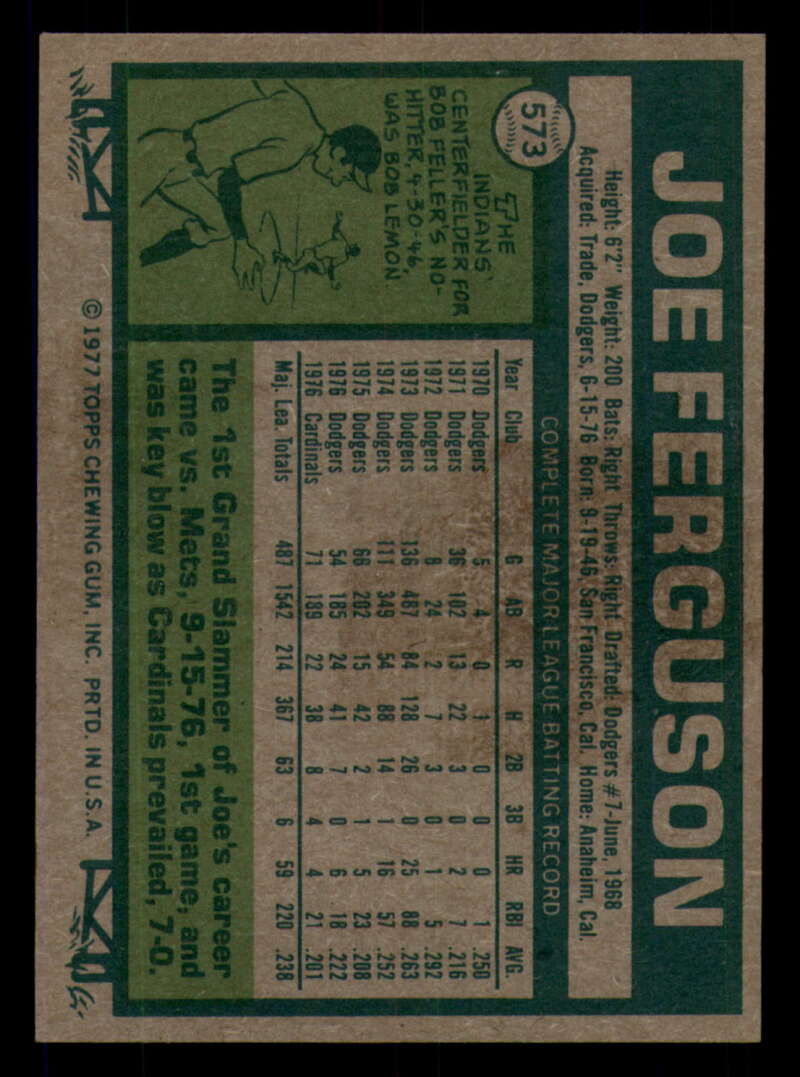 573
JOE FERGUSON
Height: 6'2" Weight: 200 Bats: Right Throws: Right Drafted: Dodgers #7-June, 1968
Acquired: Trade, Dodgers, 6-15-76 Born: 9-19-46, San Francisco, Cal. Home: Anaheim, Cal.
THE
INDIANS'
CENTERFIELDER FOR
BOB FELLER'S NO-
HITTER, 4-30-46,
WAS BOB LEMON
COMPLETE MAJOR LEAGUE BATTING RECORD
Year Club G AB R H 2B 3B HR RBI AVG.
1970 Dodgers 5 4 0 1 0 0 0 1 .250
1971 Dodgers 36 102 13 22 3 0 2 7 .216
1972 Dodgers 8 24 2 7 3 0 1 5 .292
1973 Dodgers 136 487 84 128 26 0 25 88 .263
1974 Dodgers 111 349 54 88 14 1 16 57 .252
1975 Dodgers 66 202 15 42 2 1 5 23 .208
1976 Dodgers 54 185 24 41 7 0 6 18 .222
1976 Cardinals 71 189 22 38 8 4 4 21 .201
Maj. Lea. Totals 487 1542 214 367 63 6 59 220 .238
The 1st Grand Slammer of Joe's career
came vs. Mets, 9-15-76, 1st game, and
was key blow as Cardinals prevailed, 7-0.
© 1977 TOPPS CHEWING GUM, INC. PRTD. IN U.S.A.